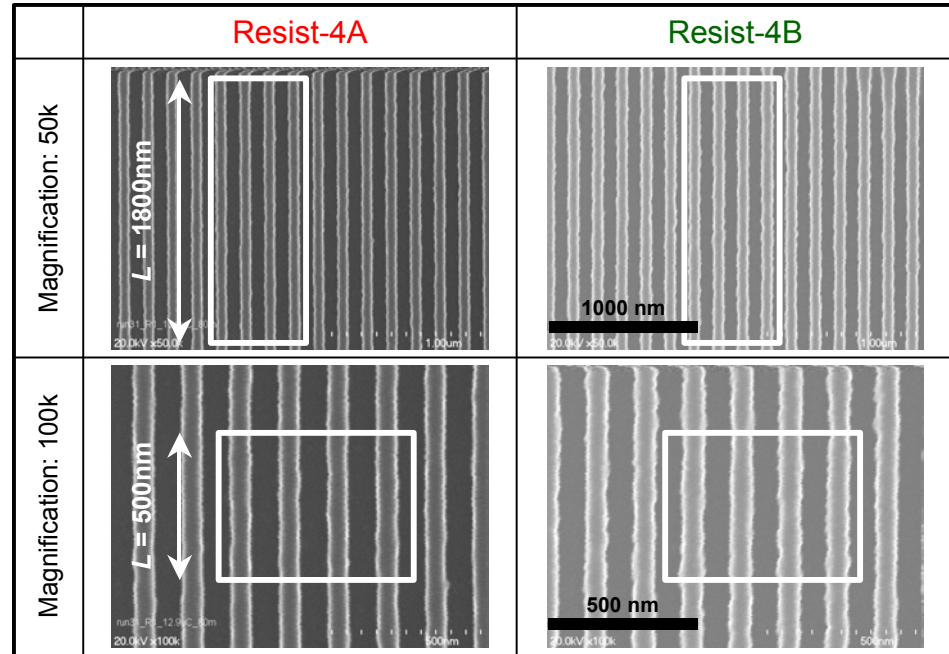 Resist-4A
Resist-4B
Magnification: 50k
L = 1800nm
20.0kV x50.0k
1.00um
1000 nm
20.0kV x50.0k
1.00um
Magnification: 100k
L = 500nm
20.0kV x100k
500nm
500 nm
20.0kV x100k
500nm